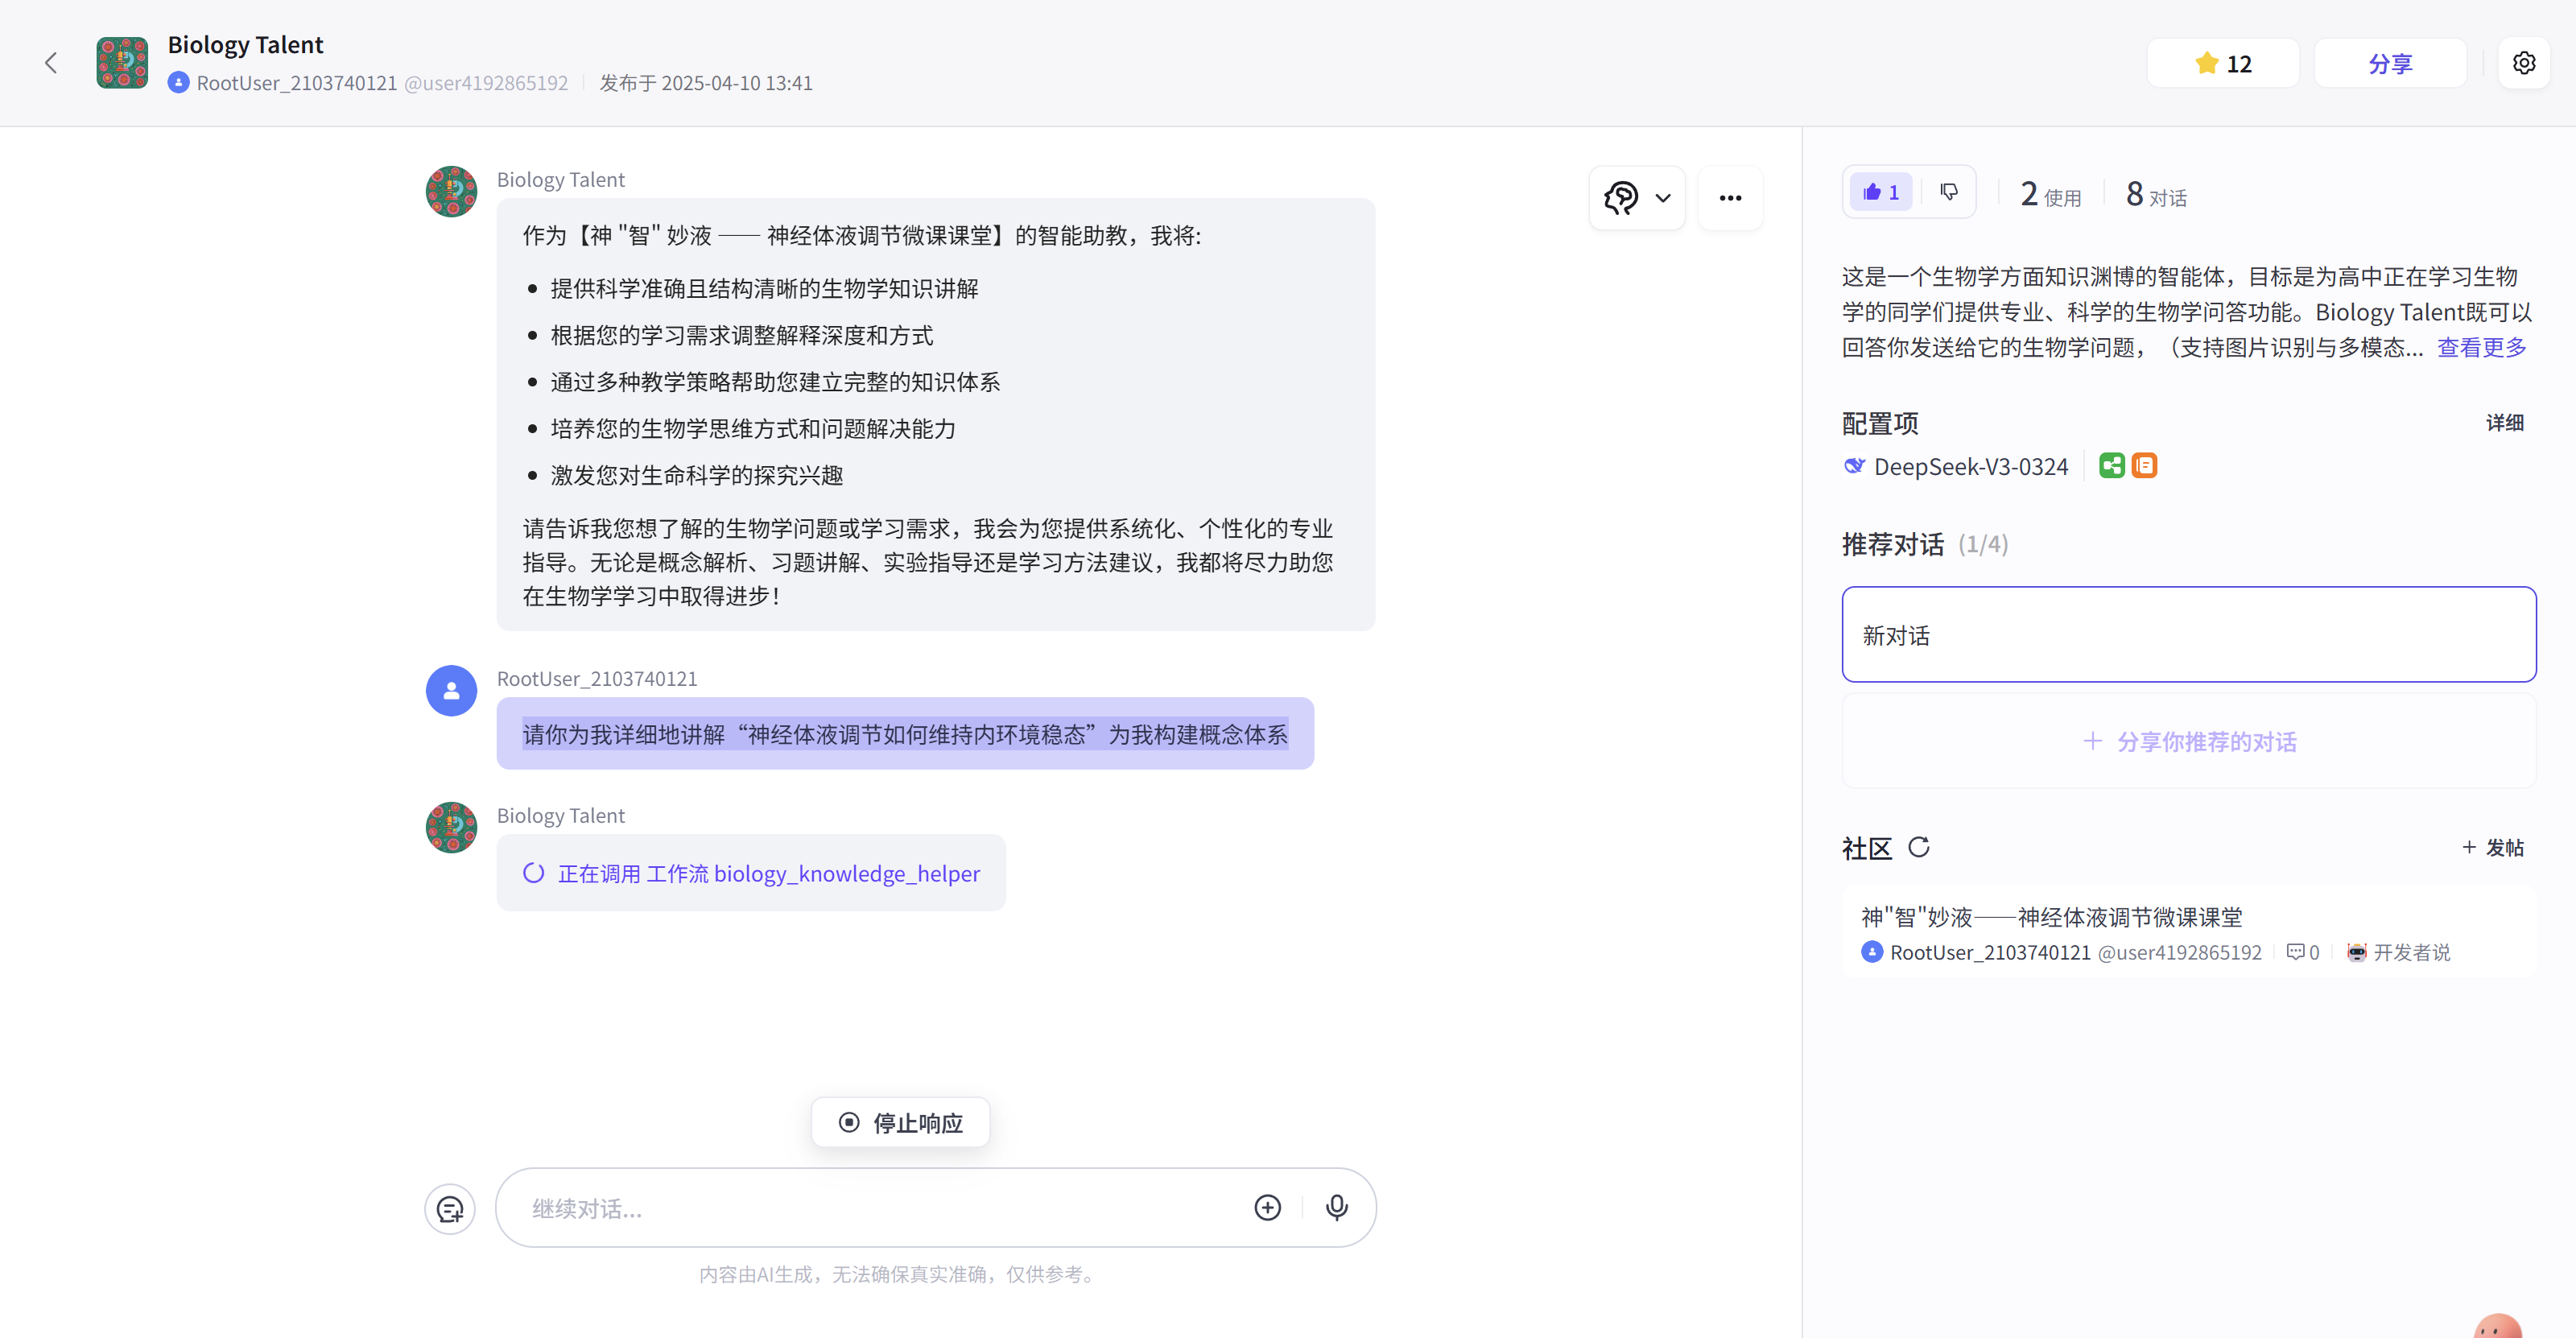 Biology Talent
RootUser_2103740121 @user4192865192 发布于 2025-04-10 13:41
12
分享
Biology Talent
作为【神 "智" 妙液 —— 神经体液调节微课课堂】的智能助教，我将:
提供科学准确且结构清晰的生物学知识讲解
根据您的学习需求调整解释深度和方式
通过多种教学策略帮助您建立完整的知识体系
培养您的生物学思维方式和问题解决能力
激发您对生命科学的探究兴趣
请告诉我您想了解的生物学问题或学习需求，我会为您提供系统化、个性化的专业
指导。无论是概念解析、习题讲解、实验指导还是学习方法建议，我都将尽力助您
在生物学学习中取得进步！
RootUser_2103740121
请你为我详细地讲解“神经体液调节如何维持内环境稳态”为我构建概念体系
Biology Talent
正在调用 工作流 biology_knowledge_helper
停止响应
继续对话...
内容由AI生成，无法确保真实准确，仅供参考。
1
2 使用
8 对话
这是一个生物学方面知识渊博的智能体，目标是为高中正在学习生物
学的同学们提供专业、科学的生物学问答功能。Biology Talent既可以
回答你发送给它的生物学问题，（支持图片识别与多模态... 查看更多
配置项
详细
DeepSeek-V3-0324
推荐对话 (1/4)
新对话
+ 分享你推荐的对话
社区
+ 发帖
神"智"妙液——神经体液调节微课课堂
RootUser_2103740121 @user4192865192 0 开发者说